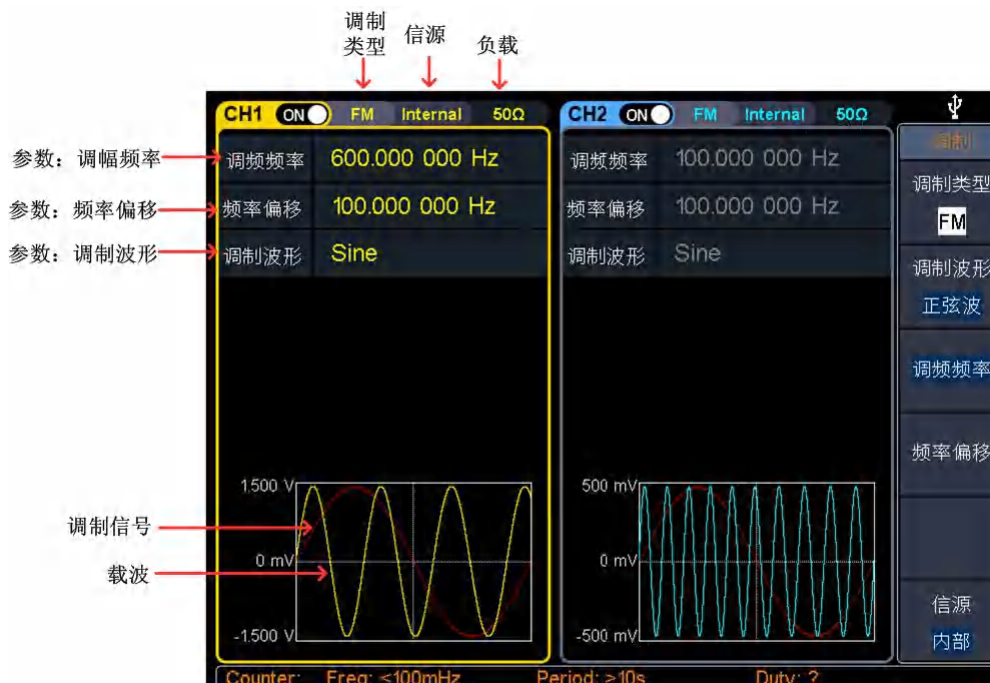 调制
类型
信源
负载
CH1 ON FM Internal 50Ω
CH2 ON FM Internal 50Ω
调制
参数：调幅频率
调频频率 600.000 000 Hz
调频频率 100.000 000 Hz
调制类型
FM
参数：频率偏移
频率偏移 100.000 000 Hz
频率偏移 100.000 000 Hz
参数：调制波形
调制波形 Sine
调制波形 Sine
调制波形
正弦波
调频频率
频率偏移
1.500 V
500 mV
调制信号
0 mV
0 mV
载波
信源
内部
-1.500 V
-500 mV
Counter: Freq: <100mHz Period: >10s Duty: ?